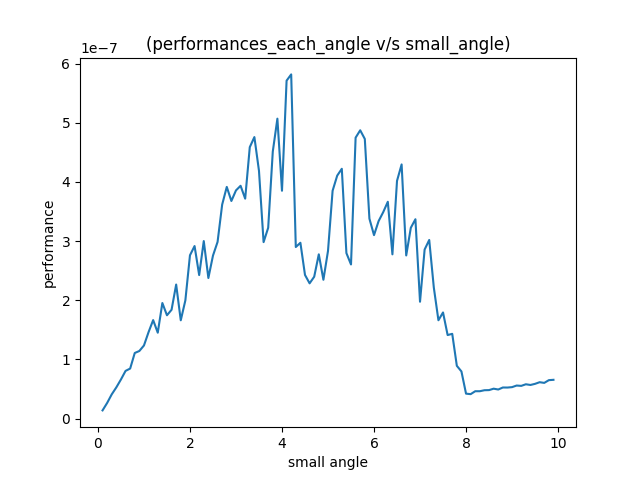 (performances_each_angle v/s small_angle)
1e−7
6
5
4
3
2
1
0
performance
0 2 4 6 8 10
small angle